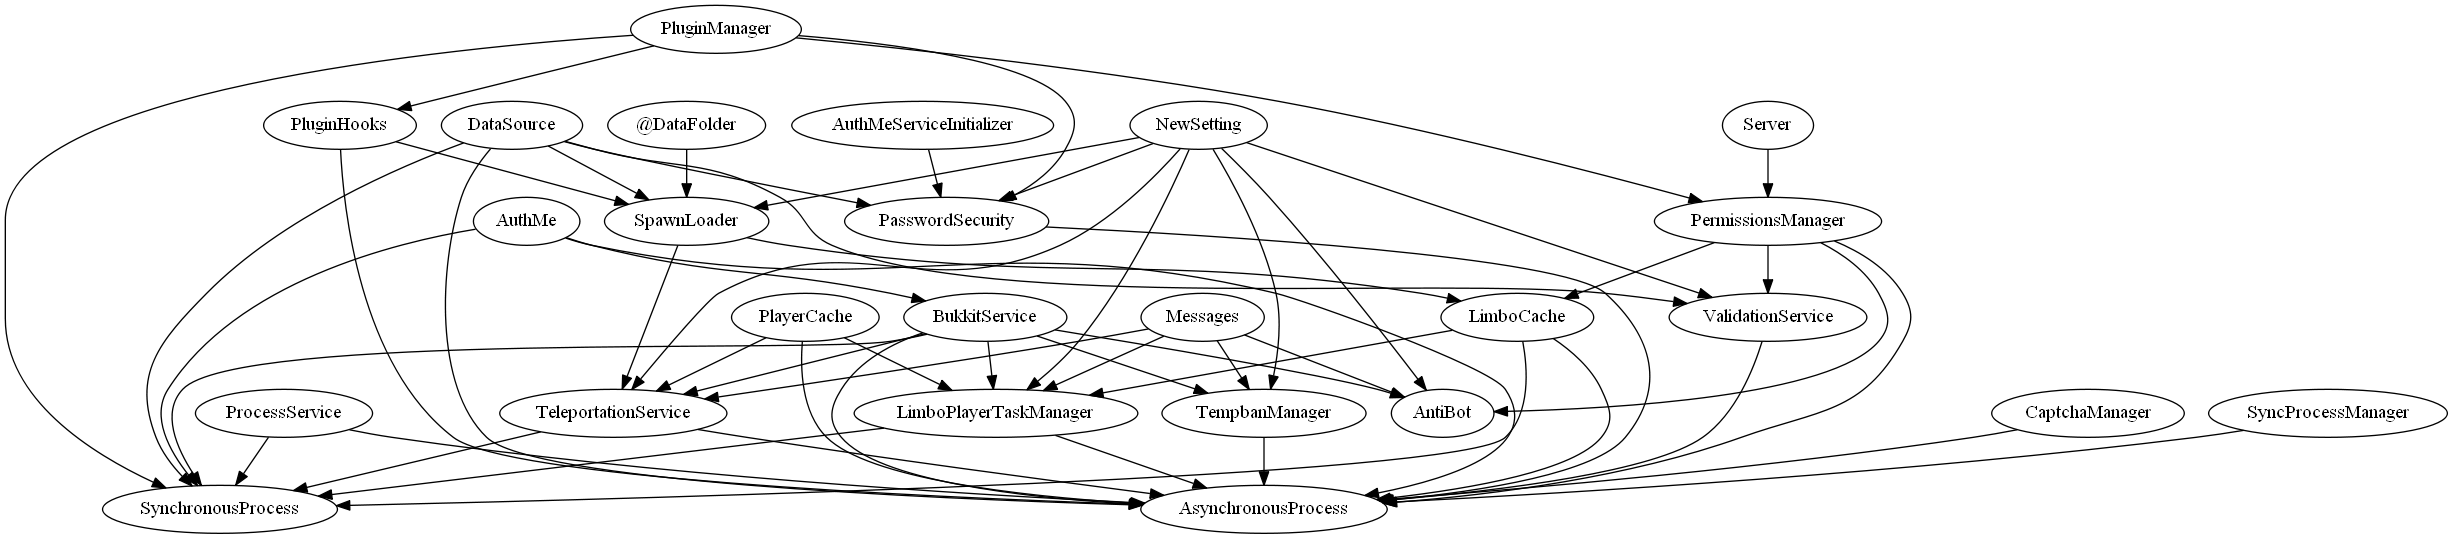 PluginManager
PluginHooks
DataSource
@DataFolder
AuthMeServiceInitializer
NewSetting
Server
AuthMe
SpawnLoader
PasswordSecurity
PermissionsManager
PlayerCache
BukkitService
Messages
LimboCache
ValidationService
ProcessService
TeleportationService
LimboPlayerTaskManager
TempbanManager
AntiBot
CaptchaManager
SyncProcessManager
SynchronousProcess
AsynchronousProcess